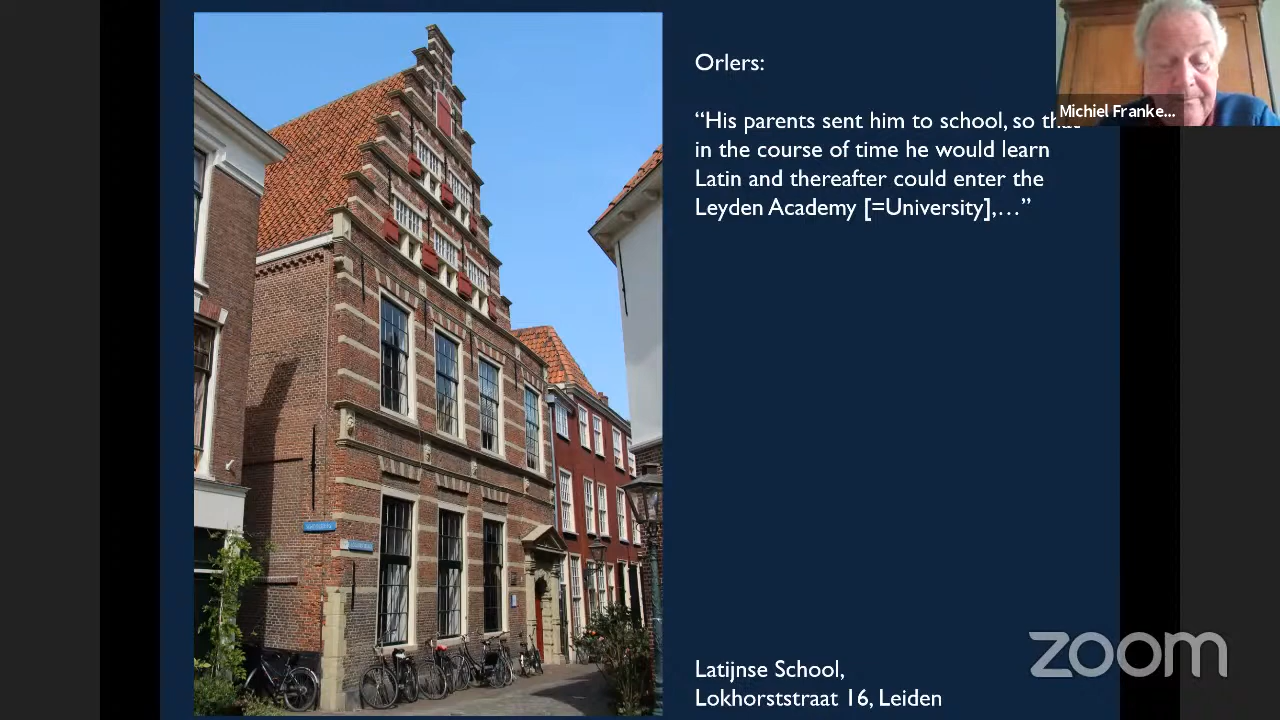 Orlers:
“His parents sent him to school, so that
in the course of time he would learn
Latin and thereafter could enter the
Leyden Academy [=University],…”
Michiel Franke...
Latijnse School,
Lokhorststraat 16, Leiden
zoom